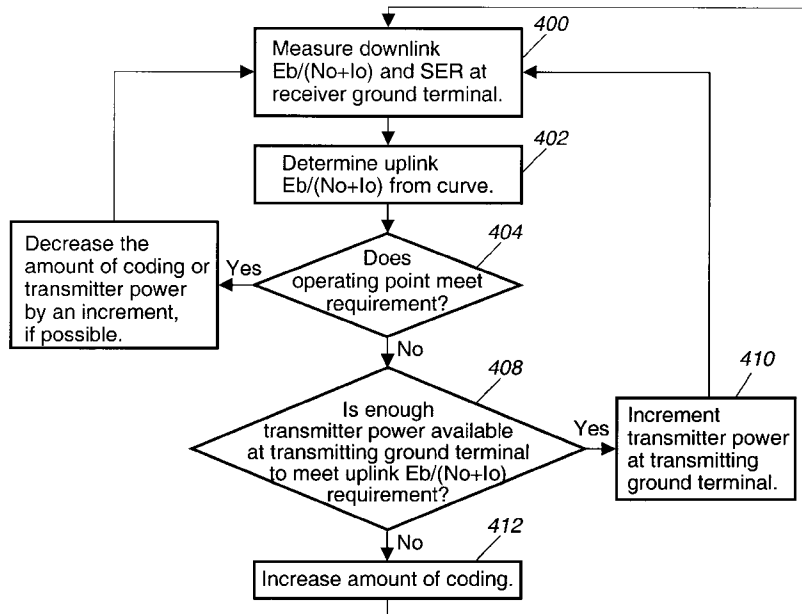 400
Measure downlink
Eb/(No+Io) and SER at
receiver ground terminal.
402
Determine uplink
Eb/(No+Io) from curve.
404
Does
operating point meet
requirement?
Yes
Decrease the
amount of coding or
transmitter power
by an increment,
if possible.
No
408
Is enough
transmitter power available
at transmitting ground terminal
to meet uplink Eb/(No+Io)
requirement?
Yes
410
Increment
transmitter power
at transmitting
ground terminal.
No
412
Increase amount of coding.